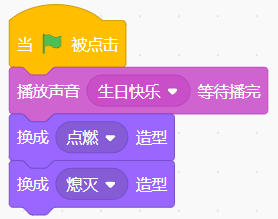 当 被点击
播放声音 生日快乐 等待播完
换成 点燃 造型
换成 熄灭 造型